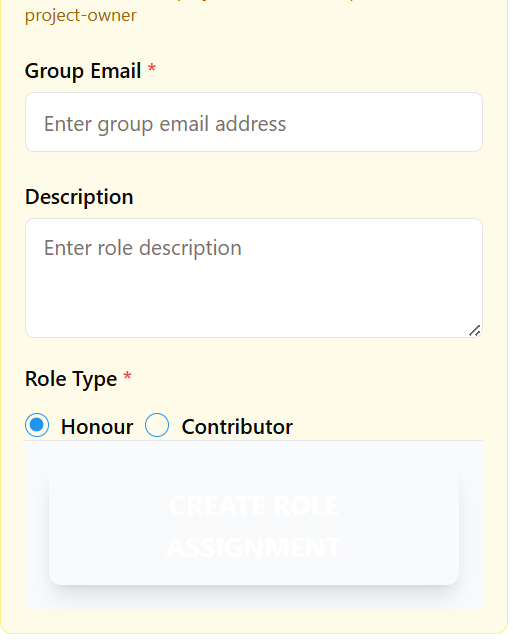 project-owner
Group Email *
Enter group email address
Description
Enter role description
Role Type *
Honour Contributor
CREATE ROLE
ASSIGNMENT